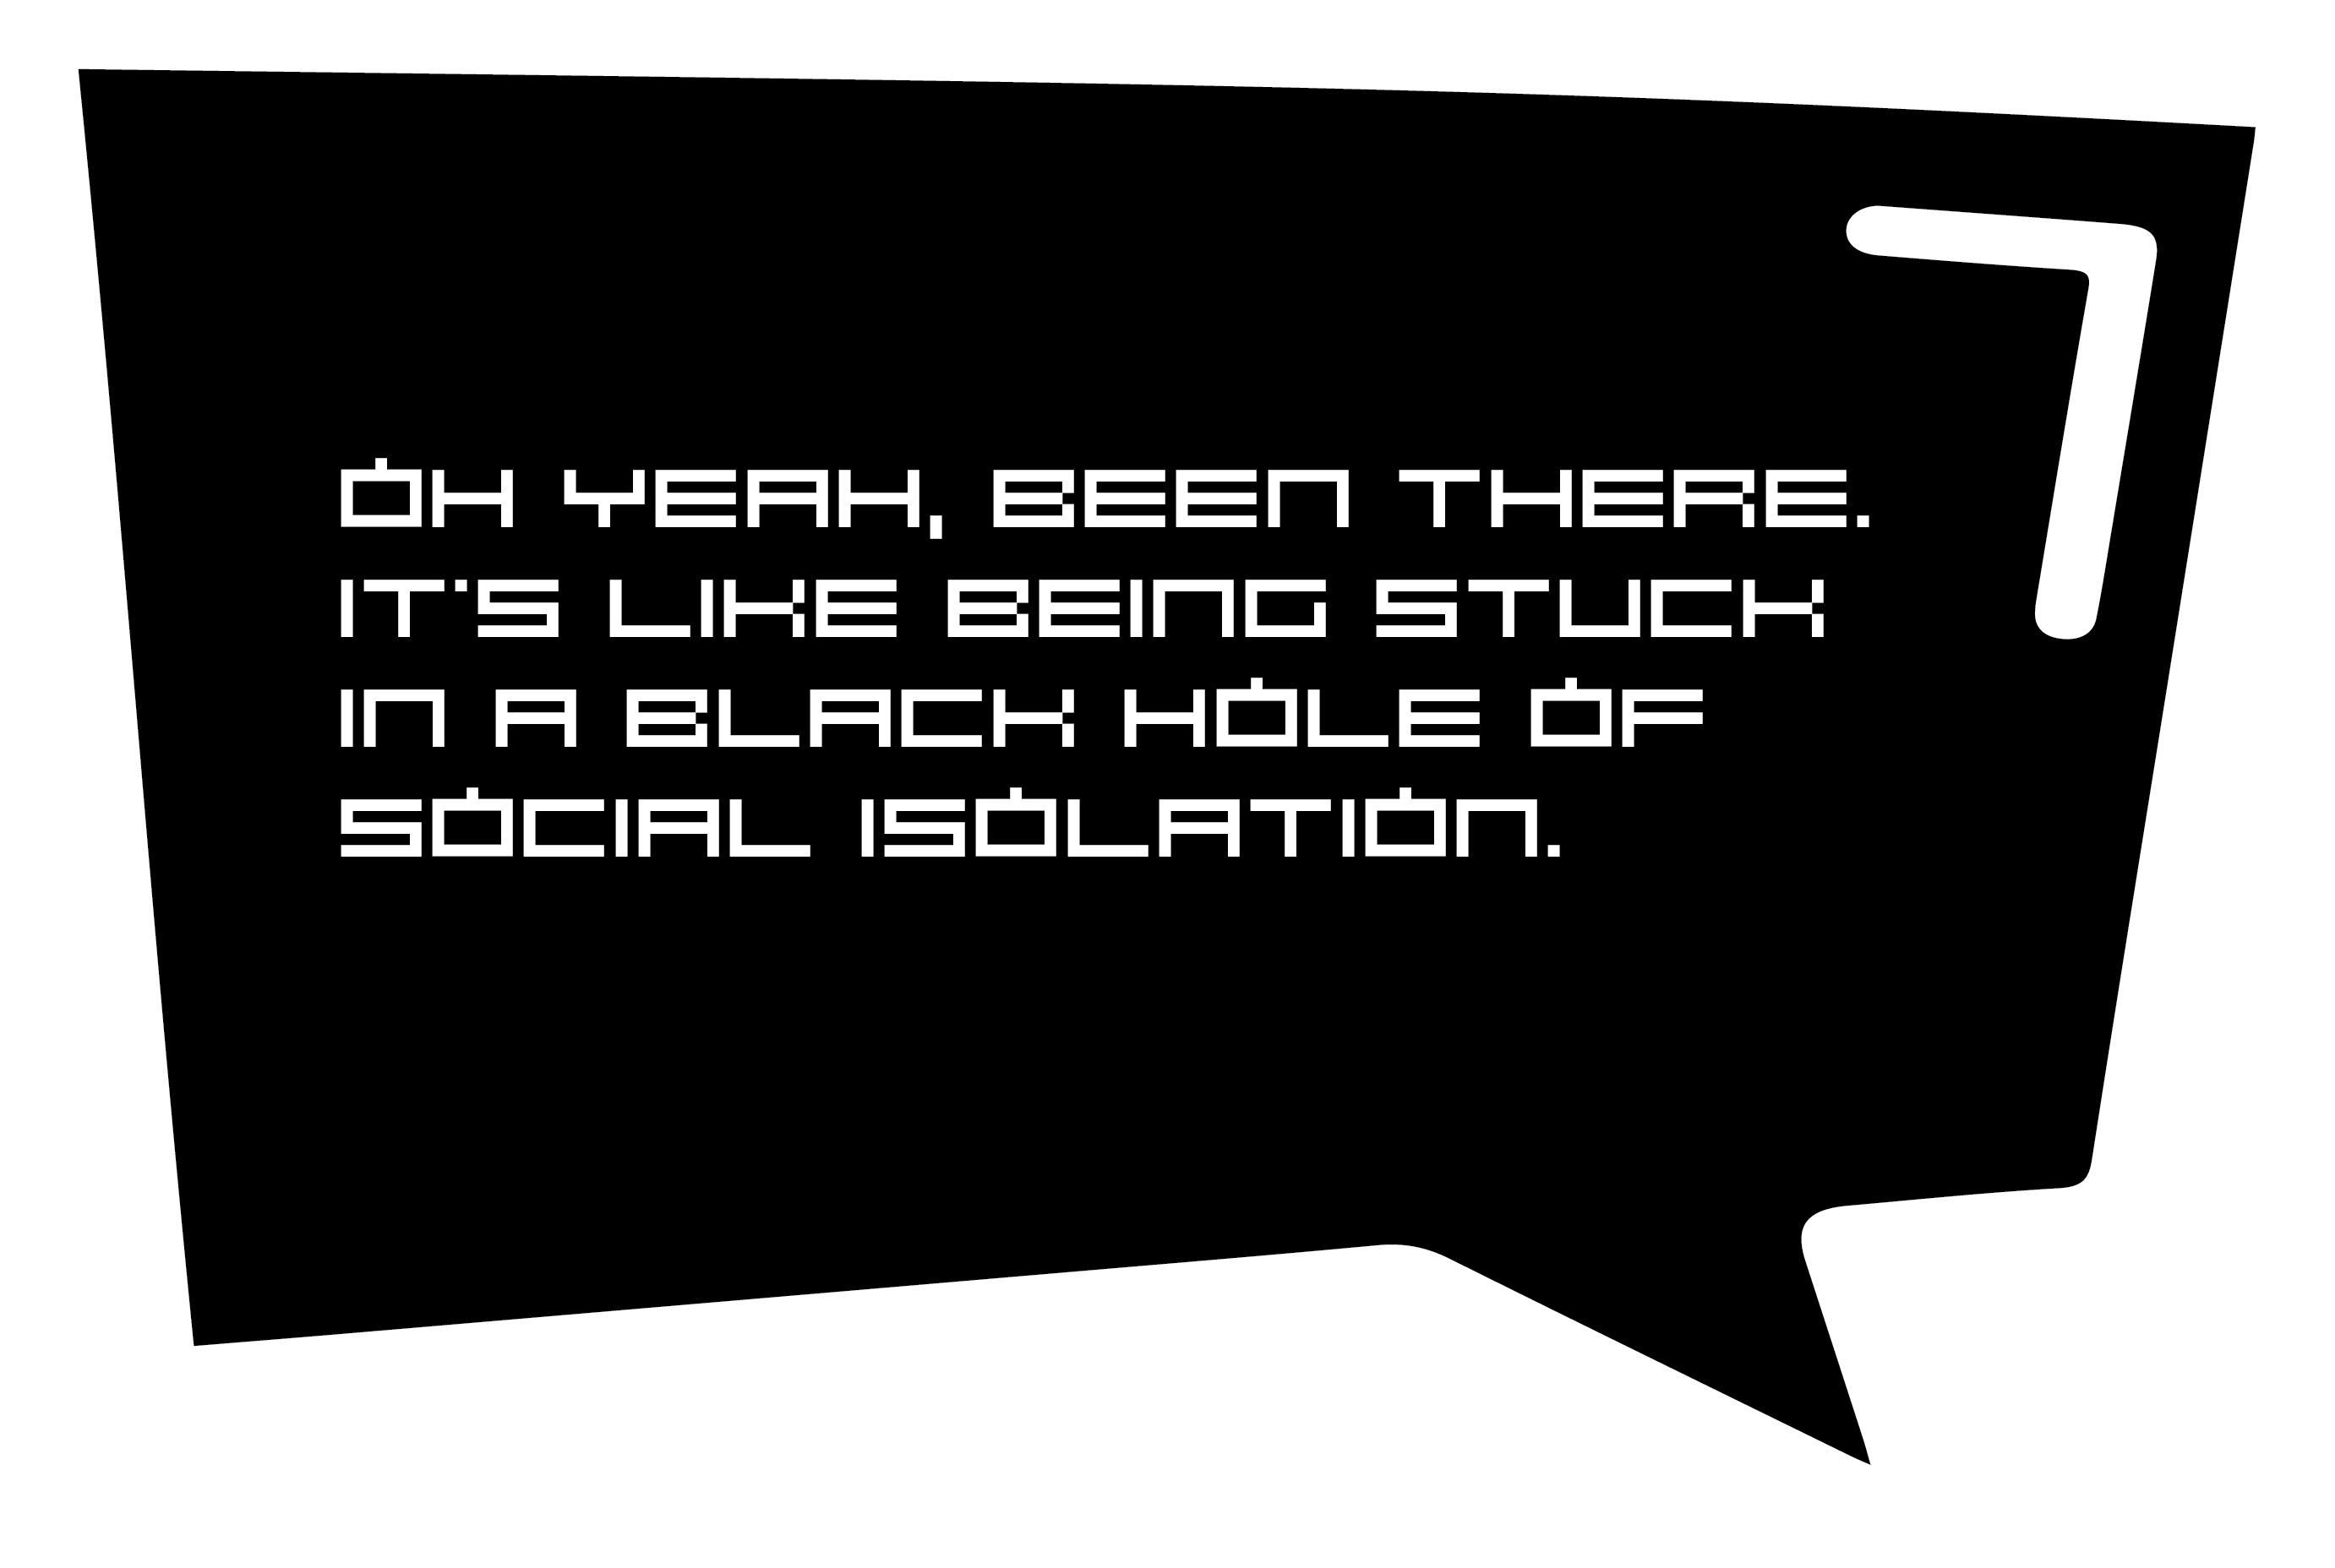 OH YEAH, BEEN THERE.
IT'S LIKE BEING STUCK
IN A BLACK HOLE OF
SOCIAL ISOLATION.